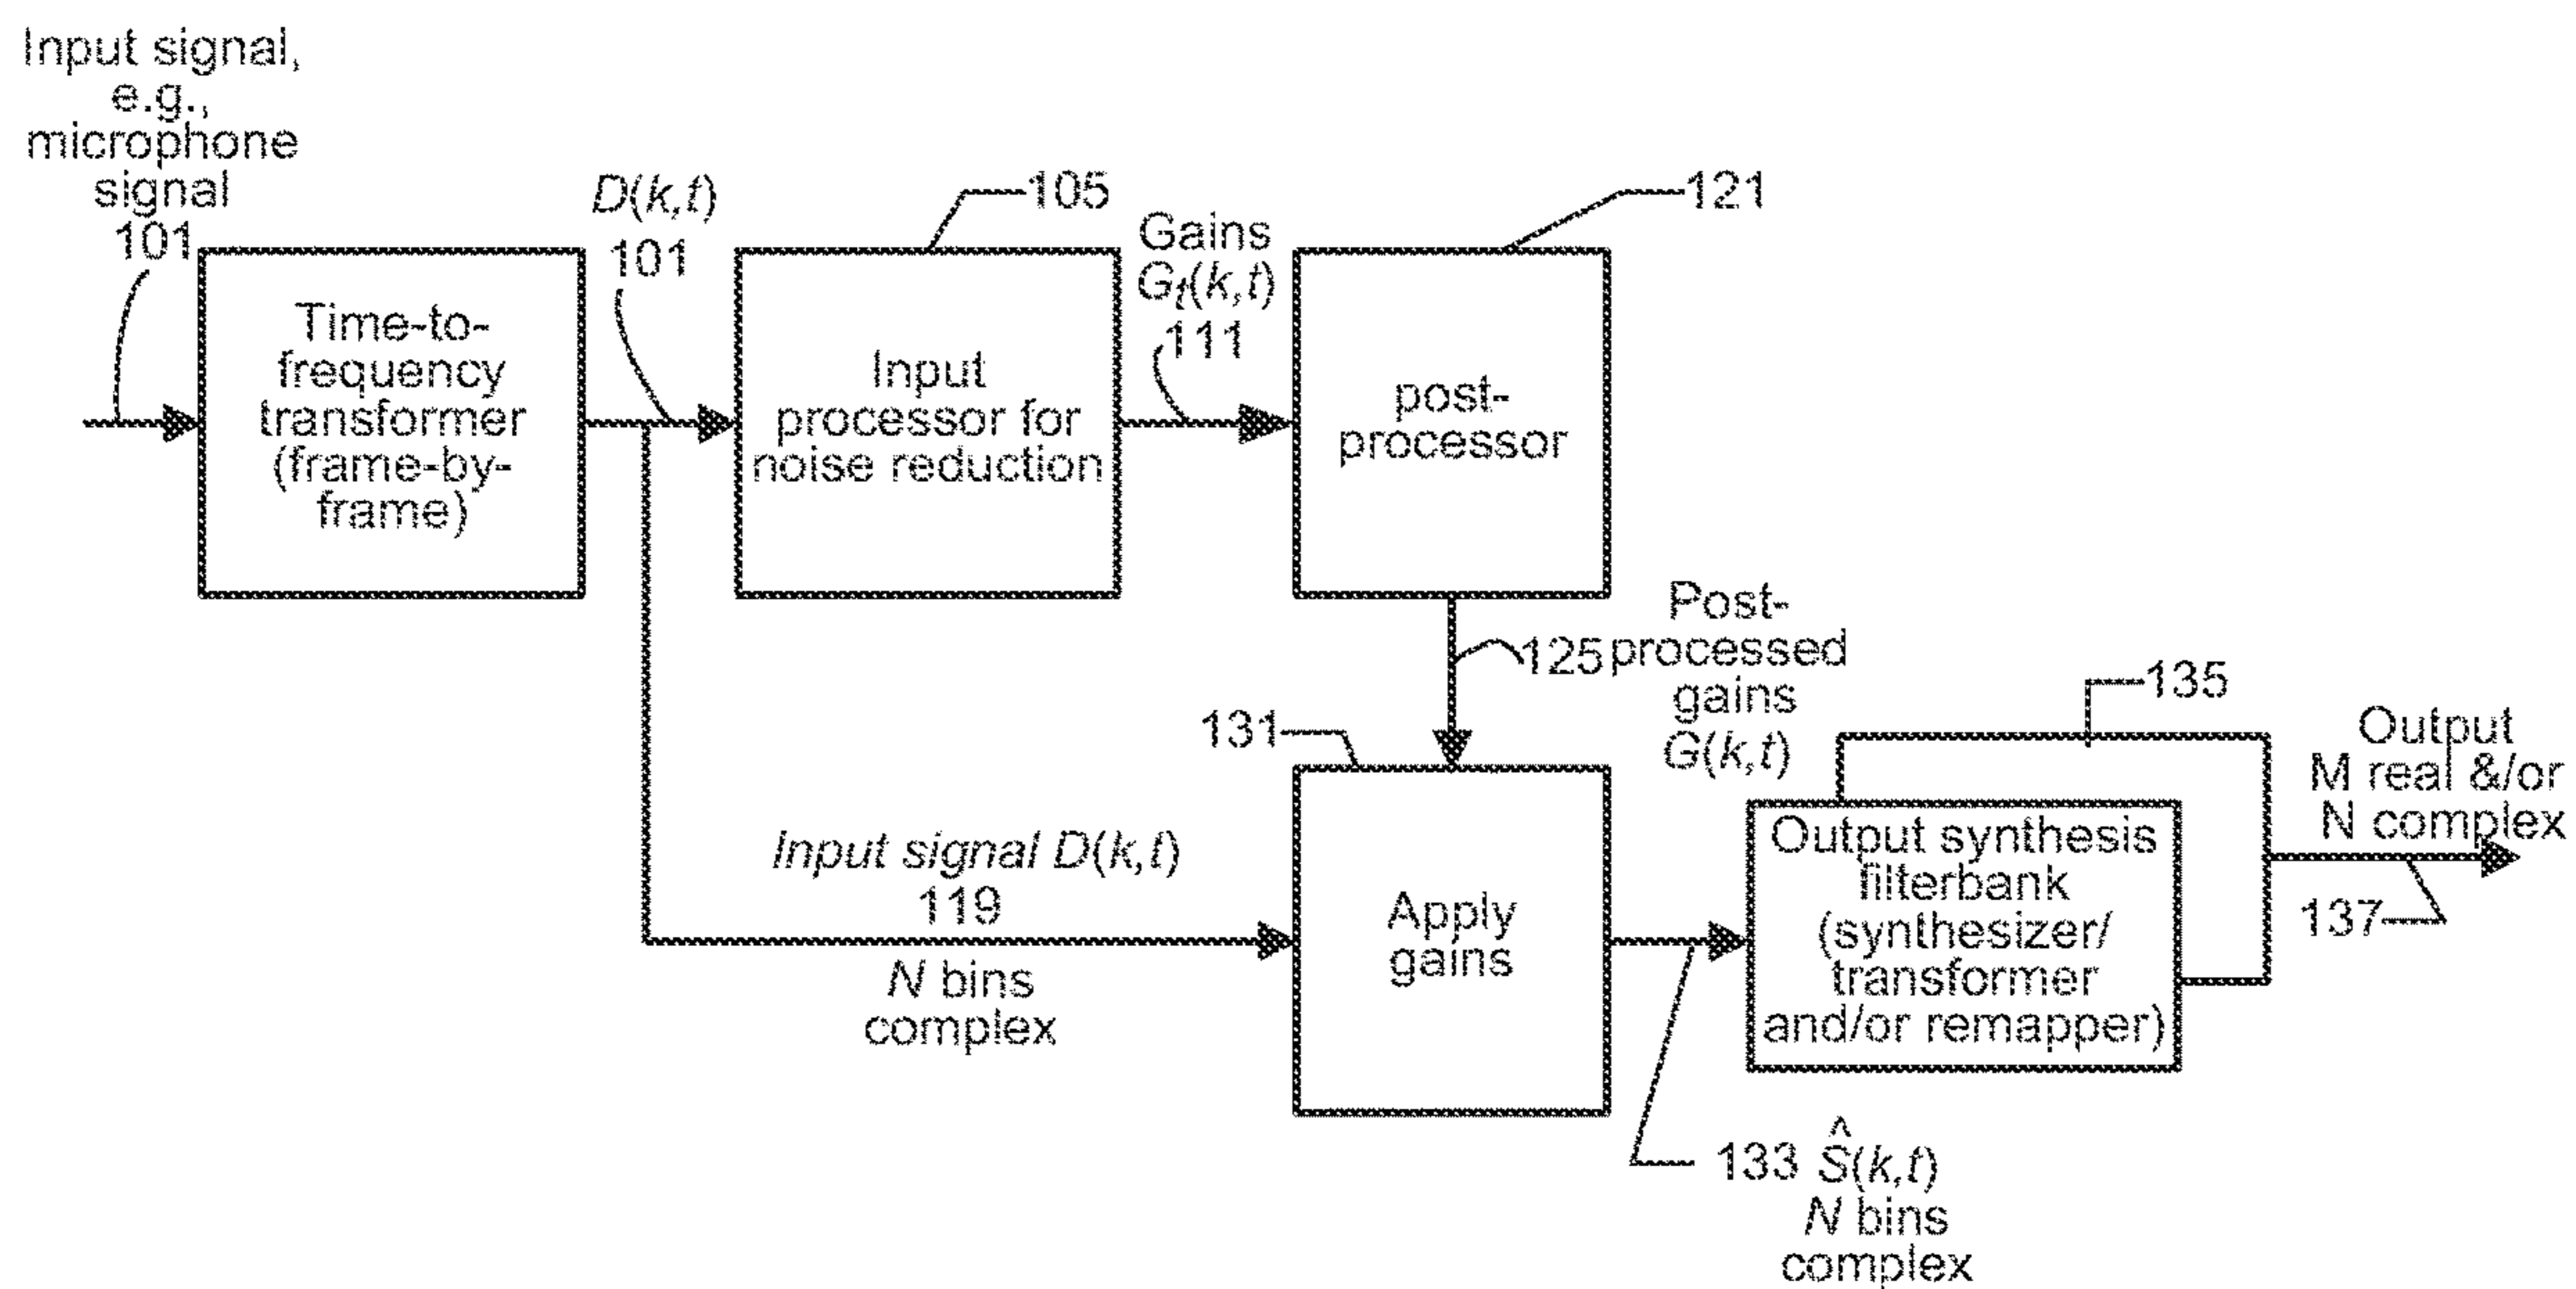 Input signal,
e.g.,
microphone
signal
101
Time-to-
frequency
transformer
(frame-by-
frame)
D(k,t)
101
105
Input
processor for
noise reduction
Gains
Gt(k,t)
111
121
post-
processor
125
Post-
processed
gains
G(k,t)
Input signal D(k,t)
119
N bins
complex
131
Apply
gains
133 Ŝ(k,t)
N bins
complex
135
Output synthesis
filterbank
(synthesizer/
transformer
and/or remapper)
Output
M real &/or
N complex
137